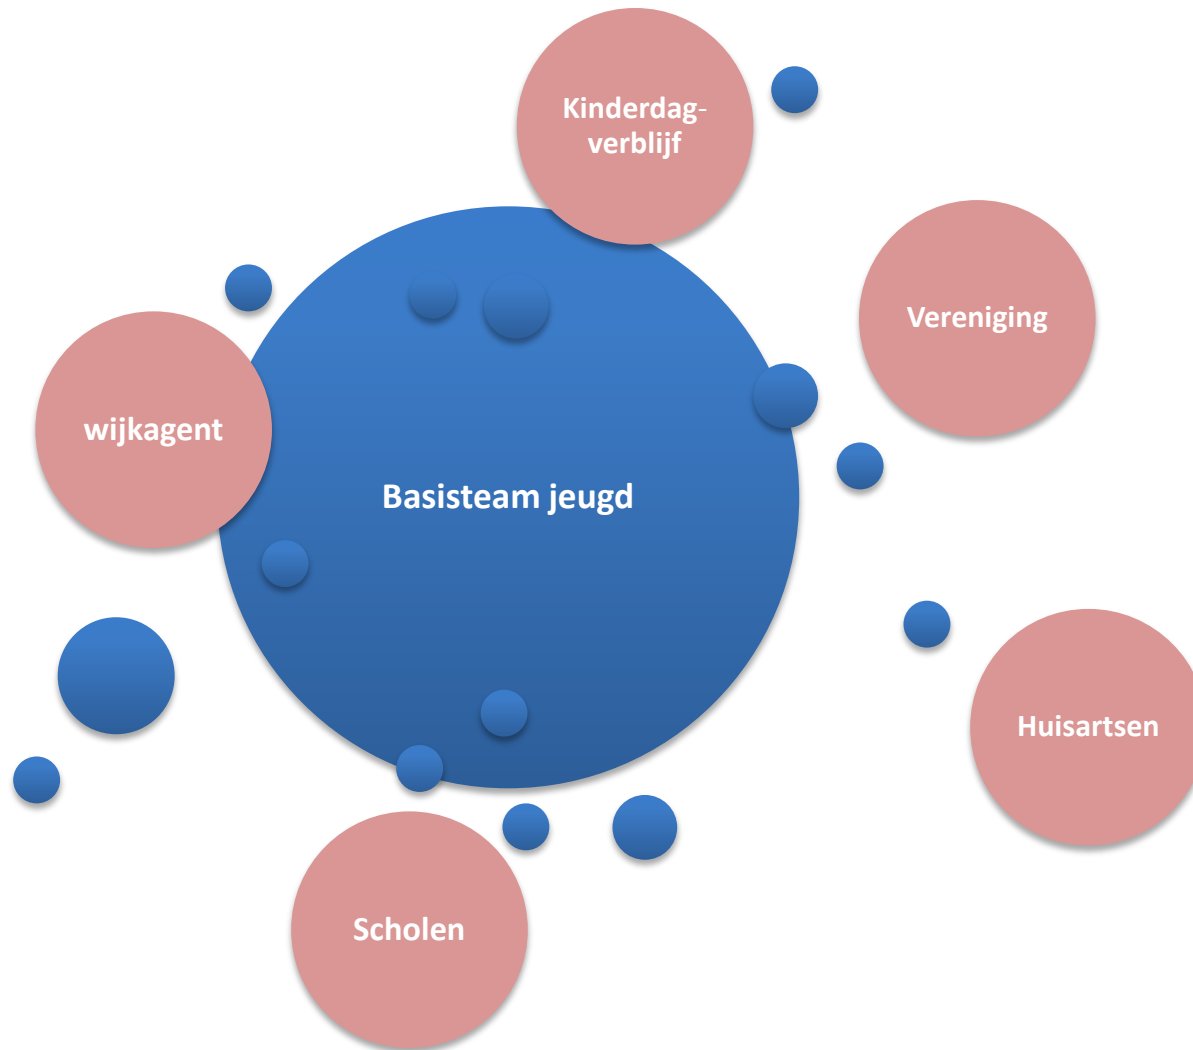 Kinderdag-
verblijf
Vereniging
wijkagent
Basisteam jeugd
Huisartsen
Scholen